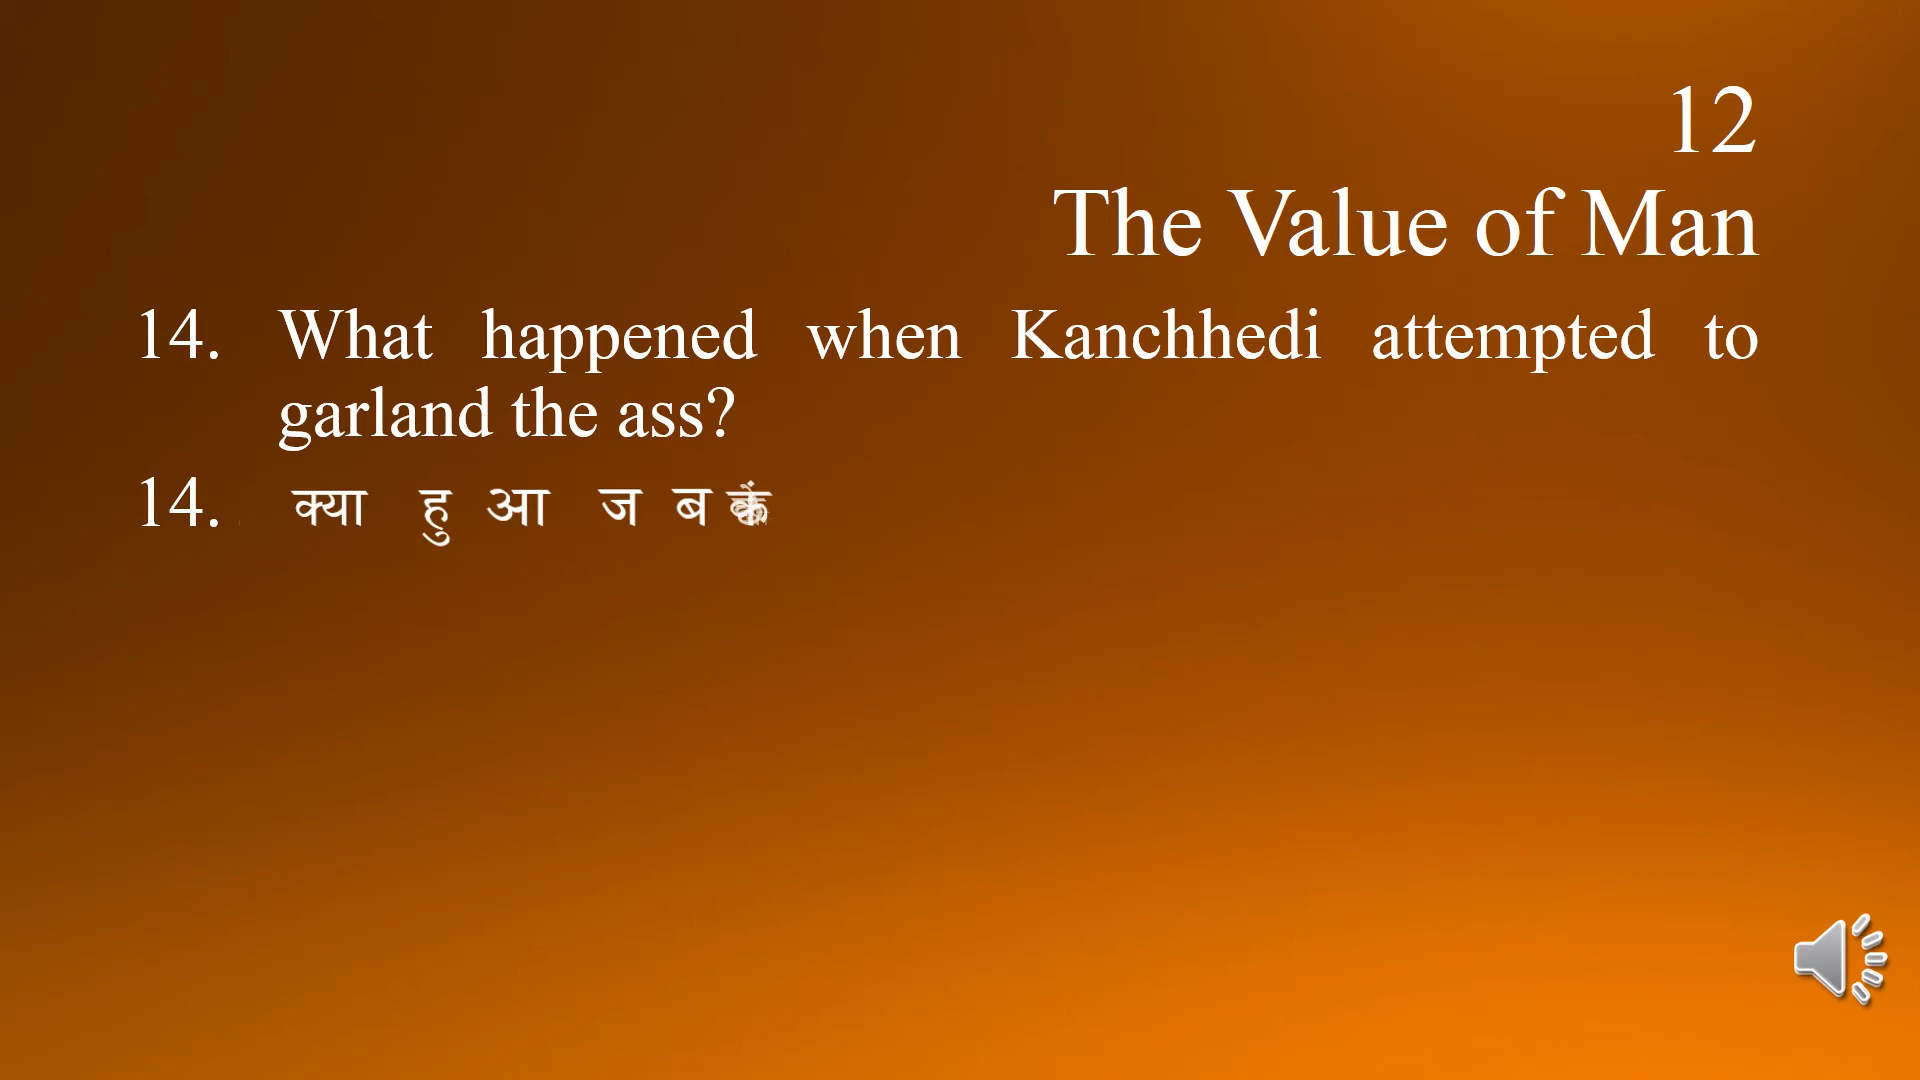 12
The Value of Man
14. What happened when Kanchhedi attempted to
garland the ass?
14. क्या हुआ जब